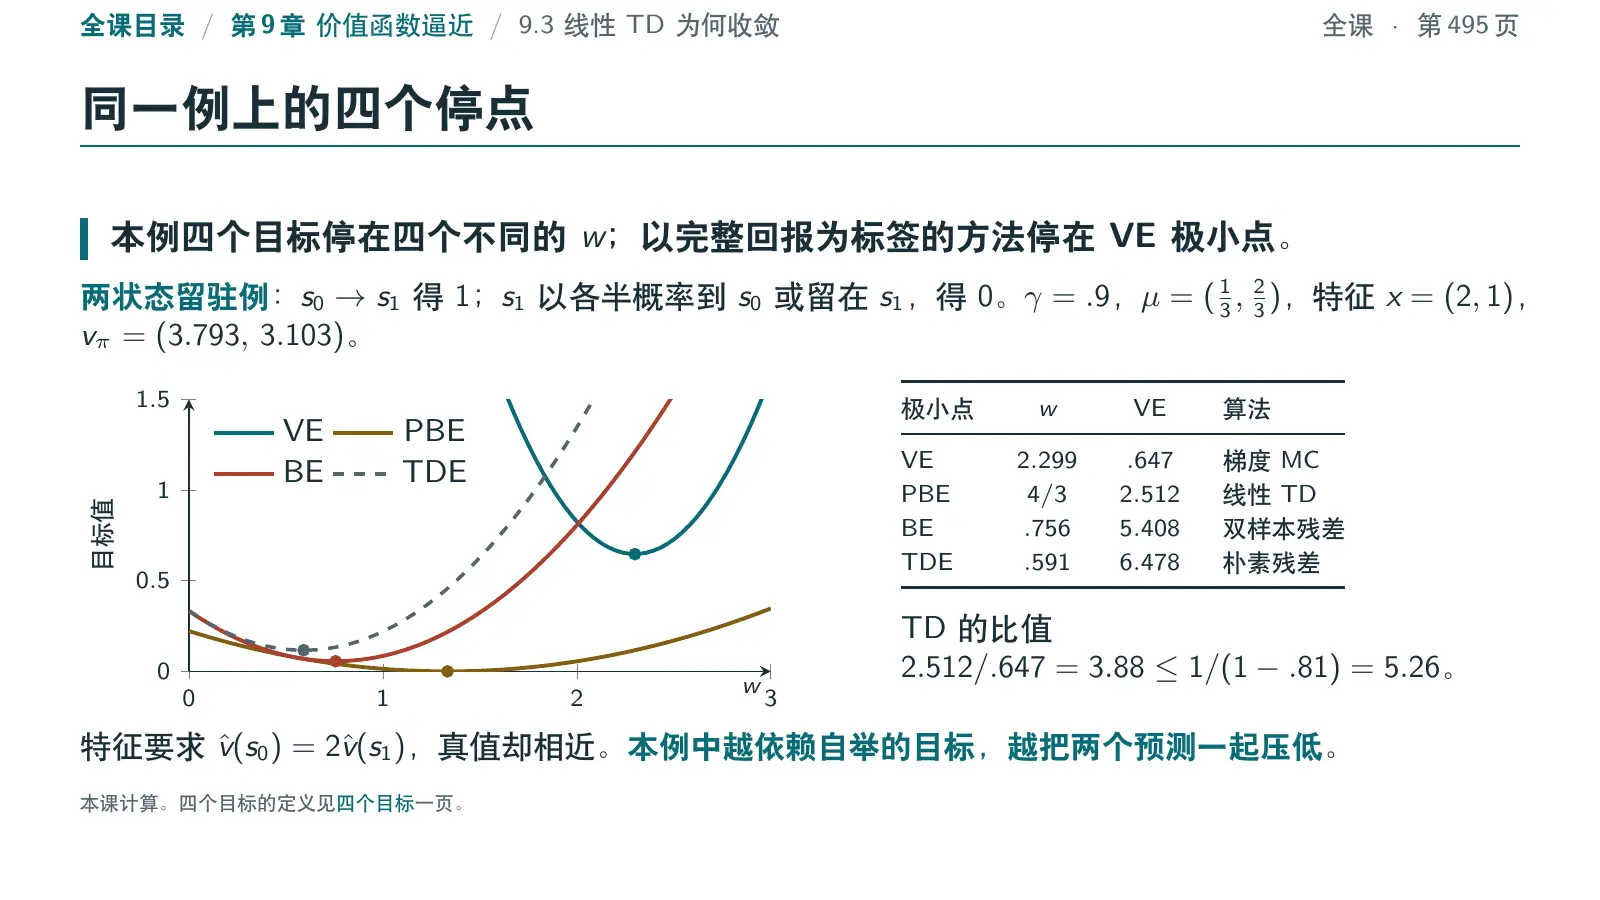 全课目录 / 第 9 章 价值函数逼近 / 9.3 线性 TD 为何收敛
全课 · 第 495 页
同一例上的四个停点
本例四个目标停在四个不同的 w；以完整回报为标签的方法停在 VE 极小点。
两状态留驻例：s₀ → s₁ 得 1；s₁ 以各半概率到 s₀ 或留在 s₁，得 0。γ = .9，μ = (1/3, 2/3)，特征 x = (2, 1)，
v_π = (3.793, 3.103)。
1.5
1
0.5
0
目标值
VE PBE
BE TDE
0 1 2 3
w
极小点 w VE 算法
VE 2.299 .647 梯度 MC
PBE 4/3 2.512 线性 TD
BE .756 5.408 双样本残差
TDE .591 6.478 朴素残差
TD 的比值
2.512/.647 = 3.88 ≤ 1/(1 − .81) = 5.26。
特征要求 v̂(s₀) = 2v̂(s₁)，真值却相近。本例中越依赖自举的目标，越把两个预测一起压低。
本课计算。四个目标的定义见四个目标一页。